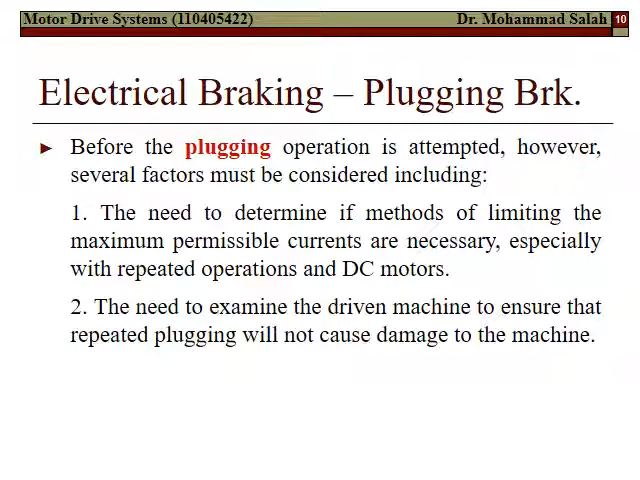 Motor Drive Systems (110405422) Dr. Mohammad Salah 10
Electrical Braking – Plugging Brk.
► Before the plugging operation is attempted, however,
several factors must be considered including:
1. The need to determine if methods of limiting the
maximum permissible currents are necessary, especially
with repeated operations and DC motors.
2. The need to examine the driven machine to ensure that
repeated plugging will not cause damage to the machine.